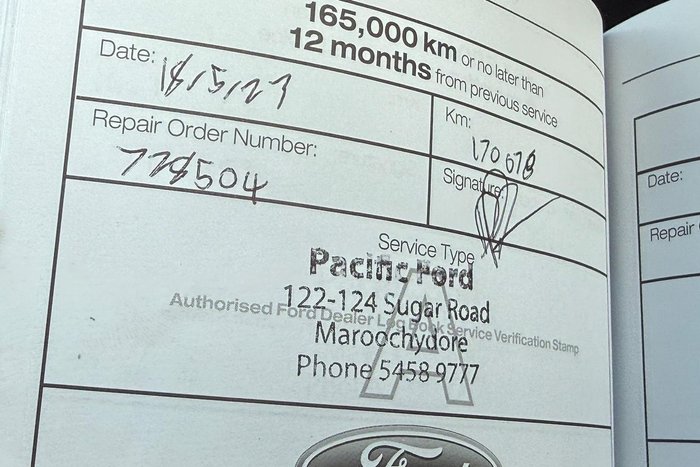 165,000 km or no later than
12 months from previous service
Date: 18/5/23
Km: 170678
Repair Order Number: 778504
Signature:
Service Type
A
Pacific Ford
122-124 Sugar Road
Authorised Ford Dealer Log Book Service Verification Stamp
Maroochydore
Phone 5458 9777
Ford
Date:
Repair